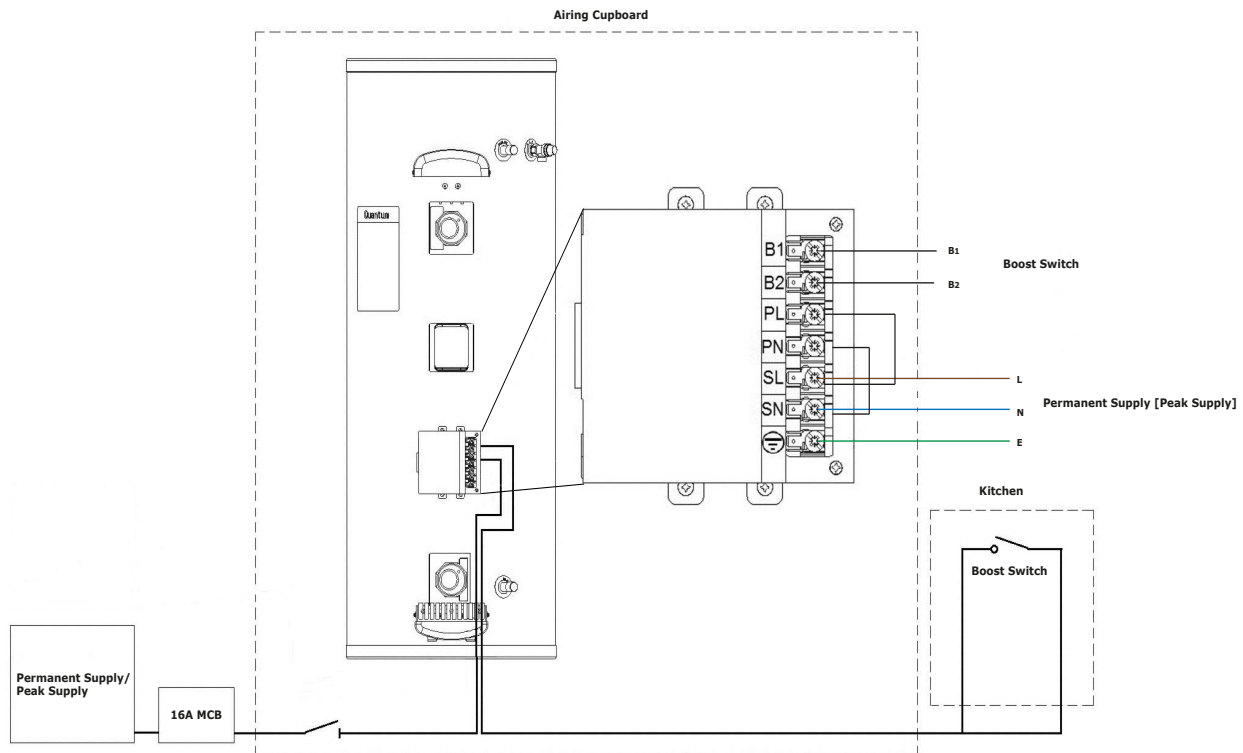 Airing Cupboard
Quantum
B1
B2
PL
PN
SL
SN
B1
Boost Switch
B2
L
N
Permanent Supply [Peak Supply]
E
Kitchen
Boost Switch
Permanent Supply/
Peak Supply
16A MCB